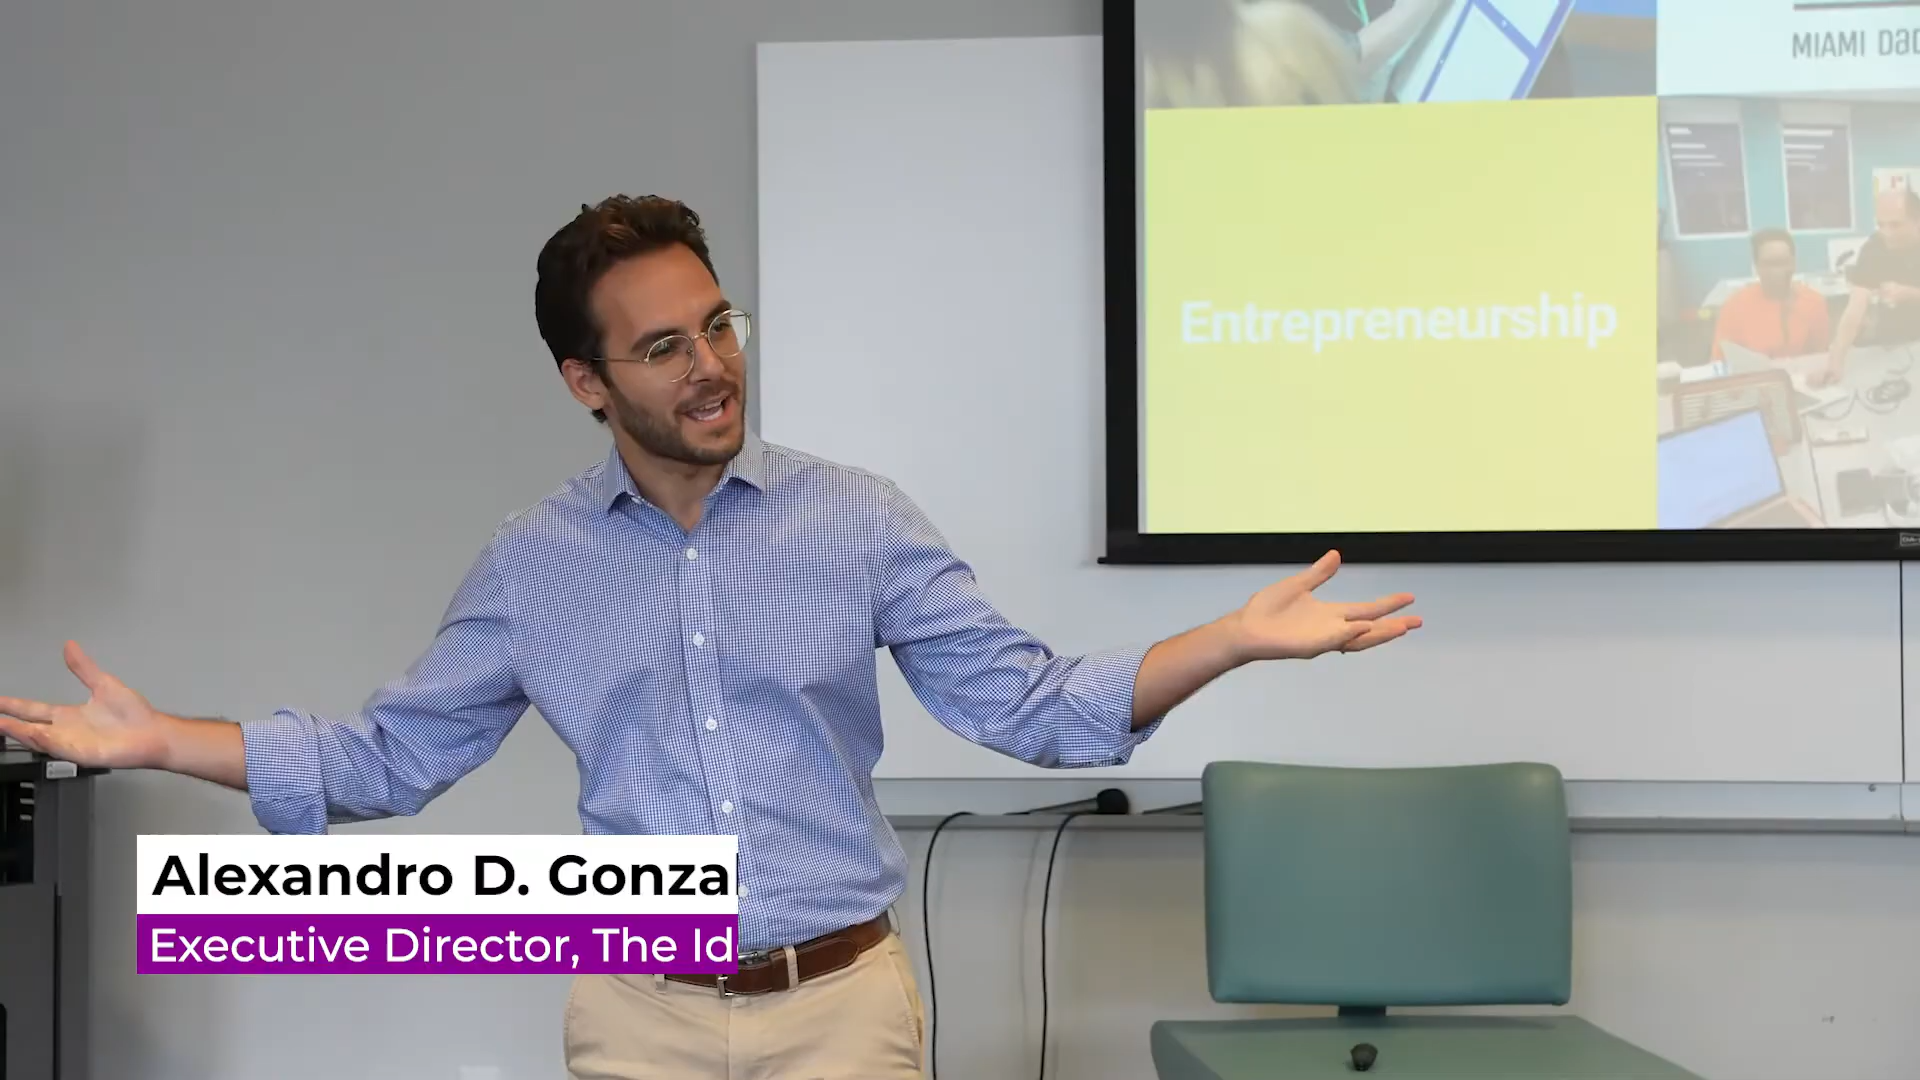 MIAMI Dad
Entrepreneurship
Alexandro D. Gonza
Executive Director, The Id